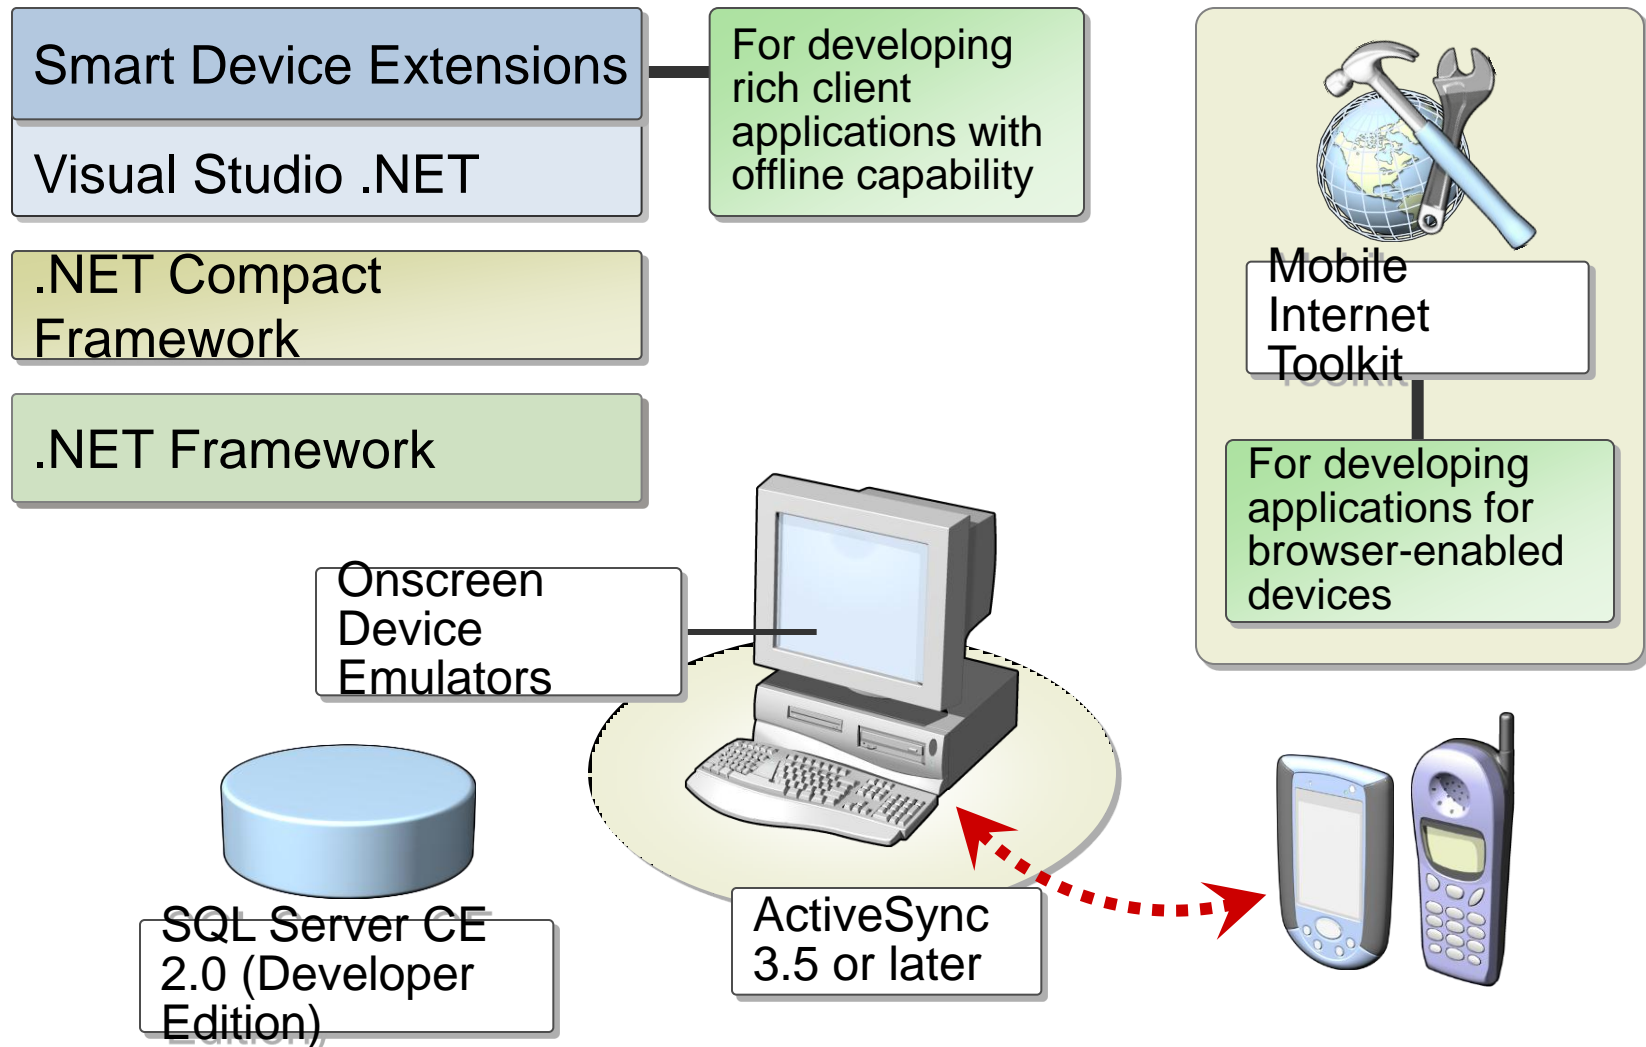 Smart Device Extensions
Visual Studio .NET
For developing
rich client
applications with
offline capability
.NET Compact
Framework
.NET Framework
Mobile
Internet
Toolkit
For developing
applications for
browser-enabled
devices
Onscreen
Device
Emulators
SQL Server CE
2.0 (Developer
Edition)
ActiveSync
3.5 or later